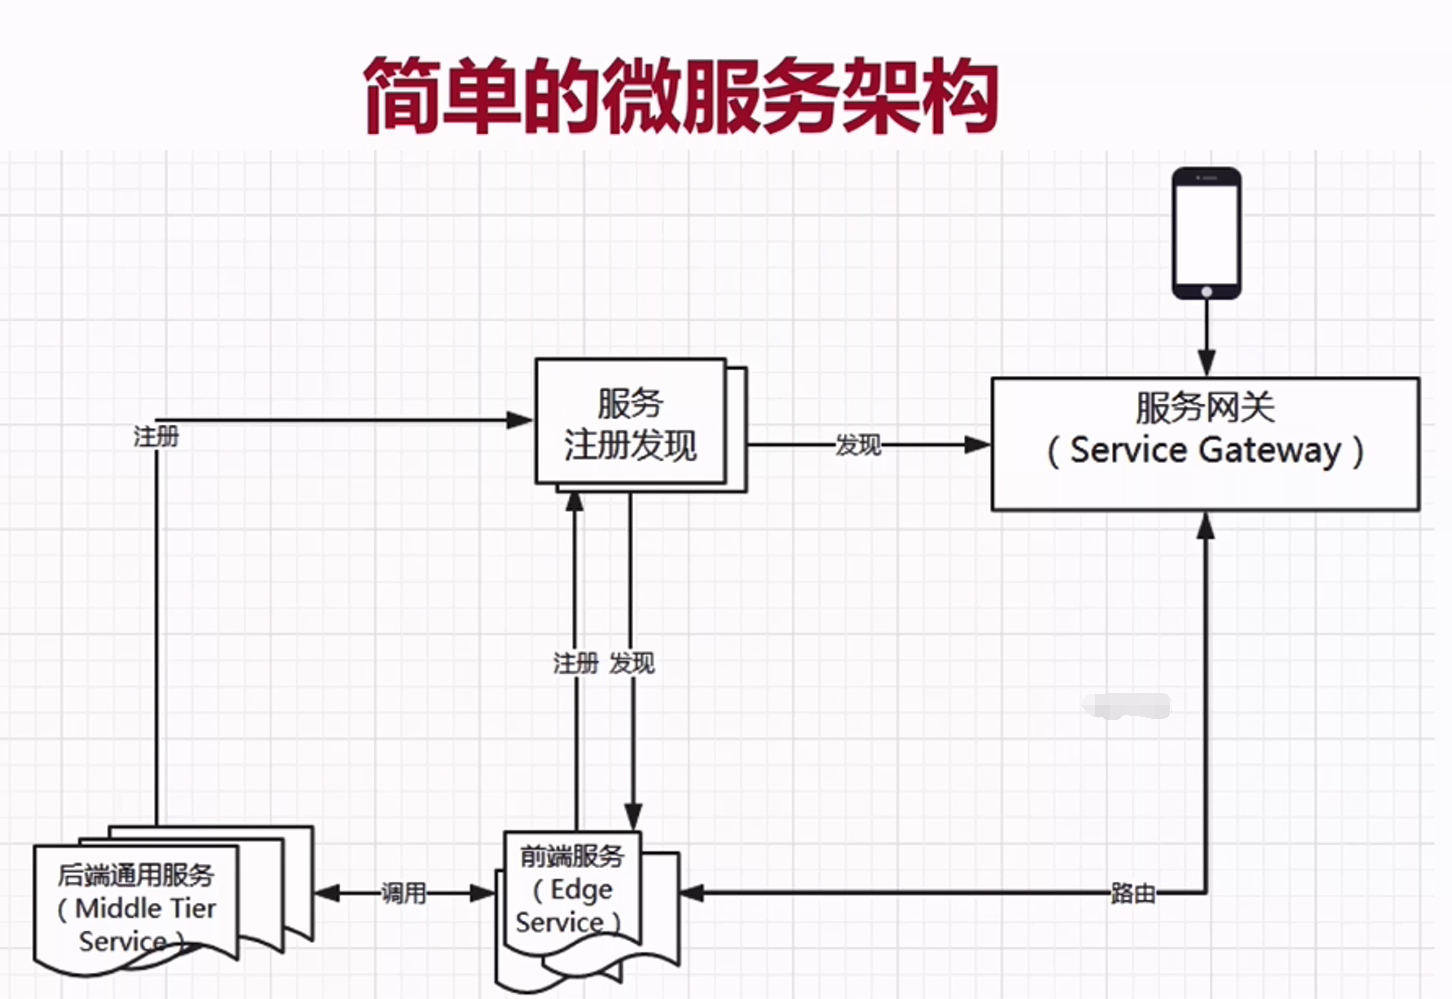 简单的微服务架构
服务
注册发现
服务网关
（Service Gateway）
注册
发现
注册
发现
后端通用服务
（Middle Tier
Service）
调用
前端服务
（Edge
Service）
路由